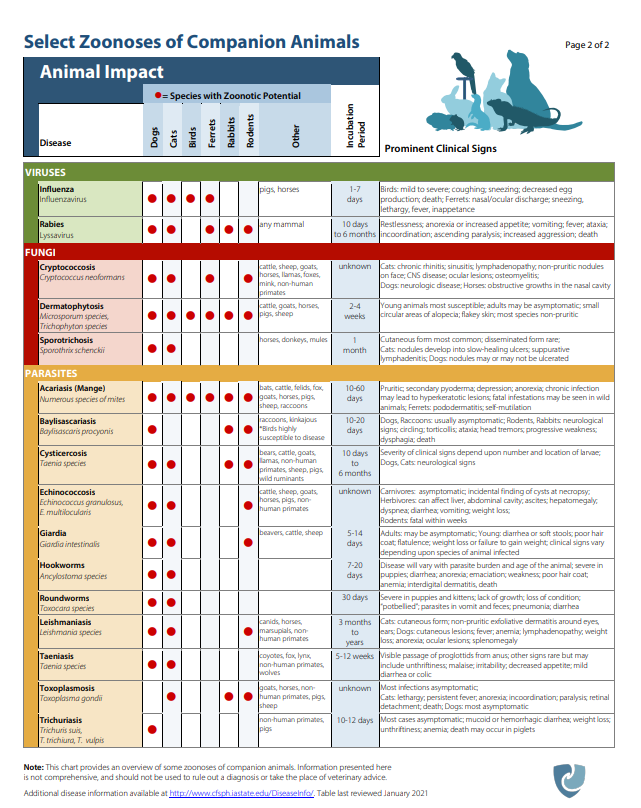 Select Zoonoses of Companion Animals
Page 2 of 2
Animal Impact
= Species with Zoonotic Potential
Disease
Dogs
Cats
Birds
Ferrets
Rabbits
Rodents
Other
Incubation
Period
Prominent Clinical Signs
VIRUSES
Influenza
Influenzavirus
pigs, horses
1-7
days
Birds: mild to severe; coughing; sneezing; decreased egg
production; death; Ferrets: nasal/ocular discharge; sneezing,
lethargy, fever, inappetence
Rabies
Lyssavirus
any mammal
10 days
to 6 months
Restlessness; anorexia or increased appetite; vomiting; fever; ataxia;
incoordination; ascending paralysis; increased aggression; death
FUNGI
Cryptococcosis
Cryptococcus neoformans
cattle, sheep, goats,
horses, llamas, foxes,
mink, non-human
primates
unknown
Cats: chronic rhinitis; sinusitis; lymphadenopathy; non-pruritic nodules
on face; CNS disease; ocular lesions; osteomyelitis;
Dogs: neurologic disease; Horses: obstructive growths in the nasal cavity
Dermatophytosis
Microsporum species,
Trichophyton species
cattle, goats, horses,
pigs, sheep
2-4
weeks
Young animals most susceptible; adults may be asymptomatic; small
circular areas of alopecia; flakey skin; most species non-pruritic
Sporotrichosis
Sporothrix schenckii
horses, donkeys, mules
1
month
Cutaneous form most common; disseminated form rare;
Cats: nodules develop into slow-healing ulcers; suppurative
lymphadenitis; Dogs: nodules may or may not be ulcerated
PARASITES
Acariasis (Mange)
Numerous species of mites
bats, cattle, felids, fox,
goats, horses, pigs,
sheep, raccoons
10-60
days
Pruritic; secondary pyoderma; depression; anorexia; chronic infection
may lead to hyperkeratotic lesions; fatal infestations may be seen in wild
animals; Ferrets: pododermatitis; self-mutilation
Baylisascariasis
Baylisascaris procyonis
raccoons, kinkajous
*Birds highly
susceptible to disease
10-20
days
Dogs, Raccoons: usually asymptomatic; Rodents, Rabbits: neurological
signs; circling; torticollis; ataxia; head tremors; progressive weakness;
dysphagia; death
Cysticercosis
Taenia species
bears, cattle, goats,
llamas, non-human
primates, sheep, pigs,
wild ruminants
10 days
to
6 months
Severity of clinical signs depend upon number and location of larvae;
Dogs, Cats: neurological signs
Echinococcosis
Echinococcus granulosus,
E. multilocularis
cattle, sheep, goats,
horses, pigs, non-
human primates
unknown
Carnivores: asymptomatic; incidental finding of cysts at necropsy;
Herbivores: can affect liver, abdominal cavity; ascites; hepatomegaly;
dyspnea; diarrhea; vomiting; weight loss;
Rodents: fatal within weeks
Giardia
Giardia intestinalis
beavers, cattle, sheep
5-14
days
Adults: may be asymptomatic; Young: diarrhea or soft stools; poor hair
coat; flatulence; weight loss or failure to gain weight; clinical signs vary
depending upon species of animal infected
Hookworms
Ancylostoma species
7-20
days
Disease will vary with parasite burden and age of the animal; severe in
puppies; diarrhea; anorexia; emaciation; weakness; poor hair coat;
anemia; interdigital dermatitis, death
Roundworms
Toxocara species
30 days
Severe in puppies and kittens; lack of growth; loss of condition;
"potbellied"; parasites in vomit and feces; pneumonia; diarrhea
Leishmaniasis
Leishmania species
canids, horses,
marsupials, non-
human primates
3 months
to
years
Cats: cutaneous form; non-pruritic exfoliative dermatitis around eyes,
ears; Dogs: cutaneous lesions; fever; anemia; lymphadenopathy; weight
loss; anorexia; ocular lesions; splenomegaly
Taeniasis
Taenia species
coyotes, fox, lynx,
non-human primates,
wolves
5-12 weeks
Visible passage of proglottids from anus; other signs rare but may
include unthriftiness; malaise; irritability; decreased appetite; mild
diarrhea or colic
Toxoplasmosis
Toxoplasma gondii
goats, horses, non-
human primates, pigs,
sheep
unknown
Most infections asymptomatic;
Cats: lethargy; persistent fever; anorexia; incoordination; paralysis; retinal
detachment; death; Dogs: most asymptomatic
Trichuriasis
Trichuris suis,
T. trichiura, T. vulpis
non-human primates,
pigs
10-12 days
Most cases asymptomatic; mucoid or hemorrhagic diarrhea; weight loss;
unthriftiness; anemia; death may occur in piglets
Note: This chart provides an overview of some zoonoses of companion animals. Information presented here
is not comprehensive, and should not be used to rule out a diagnosis or take the place of veterinary advice.
Additional disease information available at http://www.cfsph.iastate.edu/DiseaseInfo/. Table last reviewed January 2021